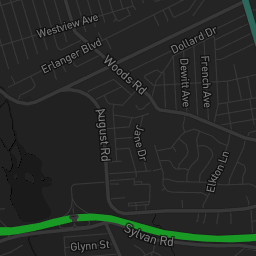 Westview Ave
Erlanger Blvd
Woods Rd
Dollard Dr
Dewitt Ave
French Ave
August Rd
Jane Dr
Elkton Ln
Sylvan Rd
Glynn St